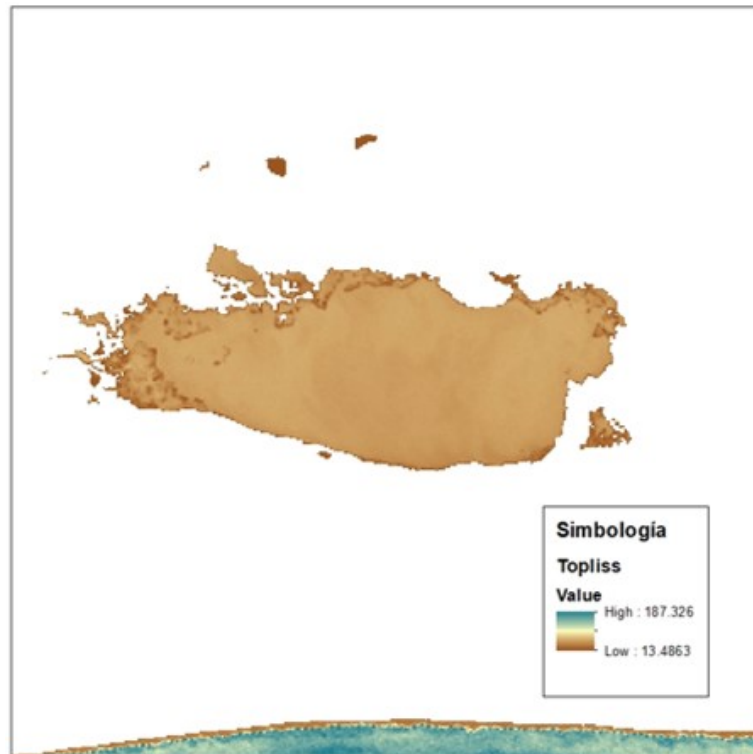 Simbología
Topliss
Value
High : 187.326
Low : 13.4863